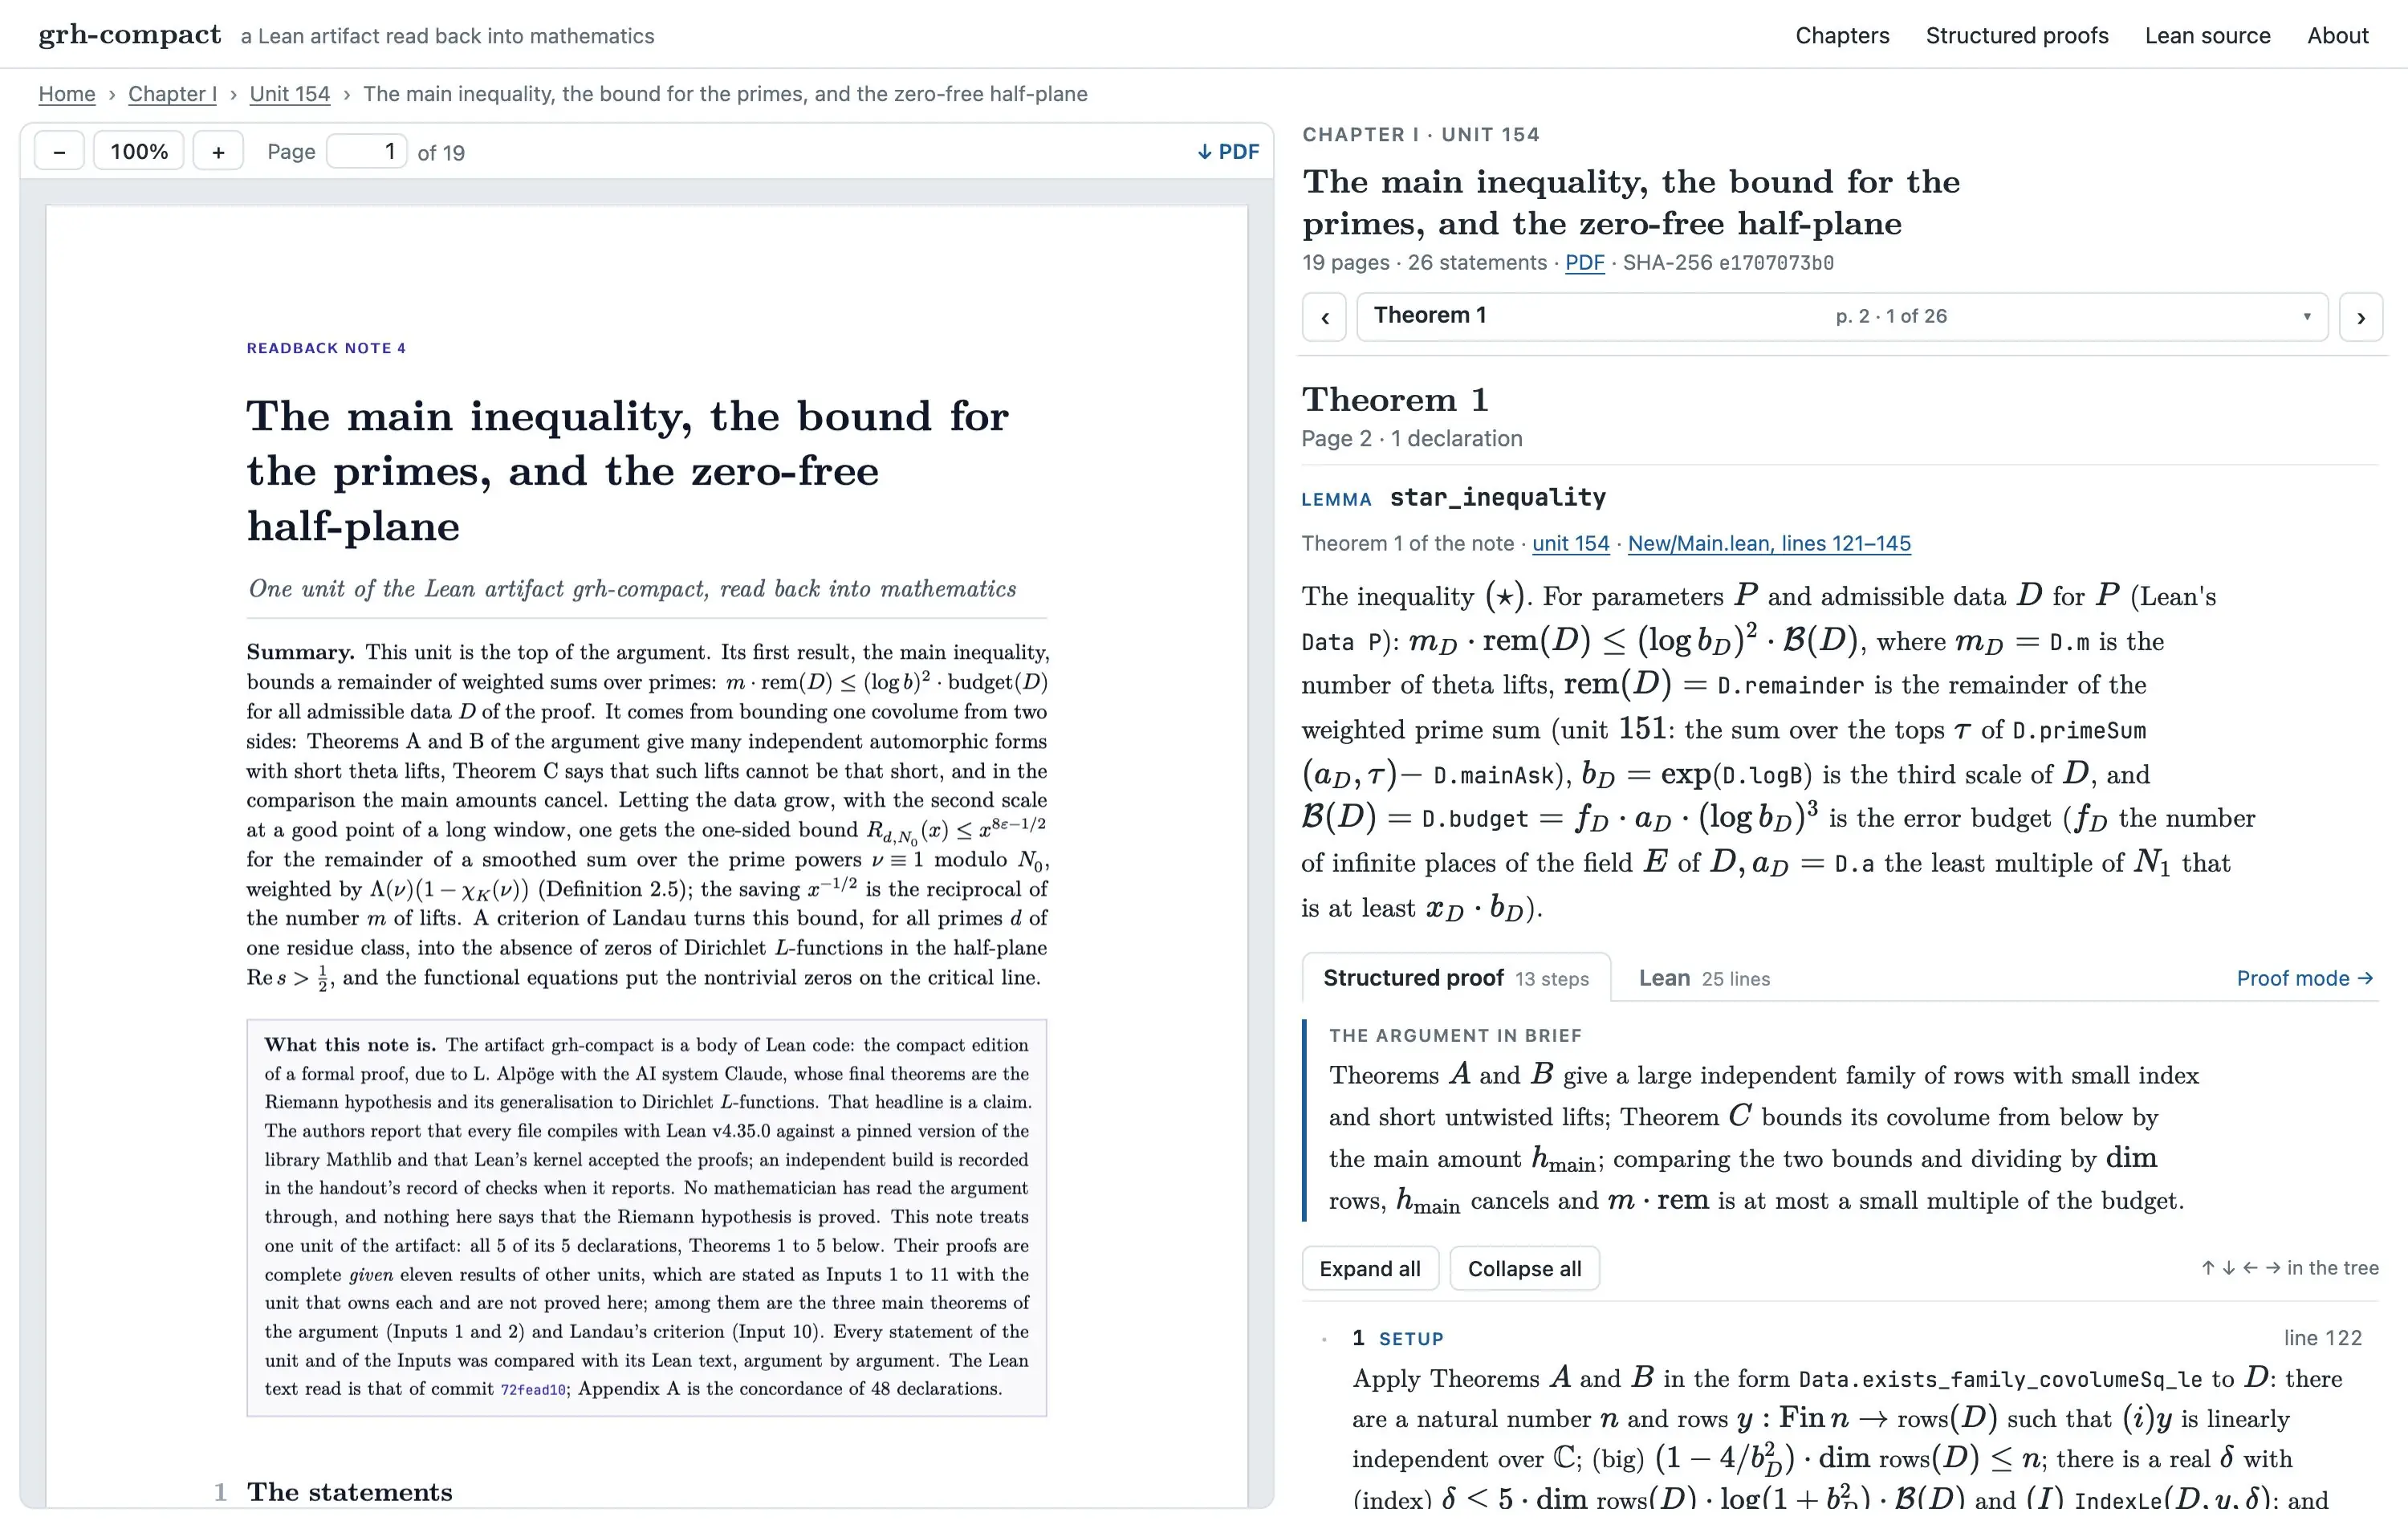 grh-compact a Lean artifact read back into mathematics
Chapters Structured proofs Lean source About
Home › Chapter I › Unit 154 › The main inequality, the bound for the primes, and the zero-free half-plane
− 100% + Page 1 of 19 ↓ PDF
READBACK NOTE 4
The main inequality, the bound for
the primes, and the zero-free
half-plane
One unit of the Lean artifact grh-compact, read back into mathematics
Summary. This unit is the top of the argument. Its first result, the main inequality,
bounds a remainder of weighted sums over primes: m · rem(D) ≤ (log b)² · budget(D)
for all admissible data D of the proof. It comes from bounding one covolume from two
sides: Theorems A and B of the argument give many independent automorphic forms
with short theta lifts, Theorem C says that such lifts cannot be that short, and in the
comparison the main amounts cancel. Letting the data grow, with the second scale
at a good point of a long window, one gets the one-sided bound R_{d,N₀}(x) ≤ x^{8ε−1/2}
for the remainder of a smoothed sum over the prime powers ν ≡ 1 modulo N₀,
weighted by Λ(ν)(1 − χ_K(ν)) (Definition 2.5); the saving x^{−1/2} is the reciprocal of
the number m of lifts. A criterion of Landau turns this bound, for all primes d of
one residue class, into the absence of zeros of Dirichlet L-functions in the half-plane
Re s > 1/2, and the functional equations put the nontrivial zeros on the critical line.
What this note is. The artifact grh-compact is a body of Lean code: the compact edition
of a formal proof, due to L. Alpöge with the AI system Claude, whose final theorems are the
Riemann hypothesis and its generalisation to Dirichlet L-functions. That headline is a claim.
The authors report that every file compiles with Lean v4.35.0 against a pinned version of the
library Mathlib and that Lean's kernel accepted the proofs; an independent build is recorded
in the handout's record of checks when it reports. No mathematician has read the argument
through, and nothing here says that the Riemann hypothesis is proved. This note treats
one unit of the artifact: all 5 of its 5 declarations, Theorems 1 to 5 below. Their proofs are
complete given eleven results of other units, which are stated as Inputs 1 to 11 with the
unit that owns each and are not proved here; among them are the three main theorems of
the argument (Inputs 1 and 2) and Landau's criterion (Input 10). Every statement of the
unit and of the Inputs was compared with its Lean text, argument by argument. The Lean
text read is that of commit 72fead10; Appendix A is the concordance of 48 declarations.
1 The statements
CHAPTER I · UNIT 154
The main inequality, the bound for the
primes, and the zero-free half-plane
19 pages · 26 statements · PDF · SHA-256 e1707073b0
‹ Theorem 1 p. 2 · 1 of 26 ▾ ›
Theorem 1
Page 2 · 1 declaration
LEMMA star_inequality
Theorem 1 of the note · unit 154 · New/Main.lean, lines 121–145
The inequality (⋆). For parameters P and admissible data D for P (Lean's
Data P): m_D · rem(D) ≤ (log b_D)² · ℬ(D), where m_D = D.m is the
number of theta lifts, rem(D) = D.remainder is the remainder of the
weighted prime sum (unit 151: the sum over the tops τ of D.primeSum
(a_D, τ)− D.mainAsk), b_D = exp(D.logB) is the third scale of D, and
ℬ(D) = D.budget = f_D · a_D · (log b_D)³ is the error budget (f_D the number
of infinite places of the field E of D, a_D = D.a the least multiple of N₁ that
is at least x_D · b_D).
Structured proof 13 steps Lean 25 lines Proof mode →
THE ARGUMENT IN BRIEF
Theorems A and B give a large independent family of rows with small index
and short untwisted lifts; Theorem C bounds its covolume from below by
the main amount h_main; comparing the two bounds and dividing by dim
rows, h_main cancels and m · rem is at most a small multiple of the budget.
Expand all Collapse all ↑ ↓ ← → in the tree
1 SETUP line 122
Apply Theorems A and B in the form Data.exists_family_covolumeSq_le to D: there
are a natural number n and rows y : Fin n → rows(D) such that (i)y is linearly
independent over ℂ; (big) (1 − 4/b_D²) · dim rows(D) ≤ n; there is a real δ with
(index) δ < 5 · dim rows(D) · log(1 + b_D²) · ℬ(D) and (I) IndexLe(D, y, δ); and